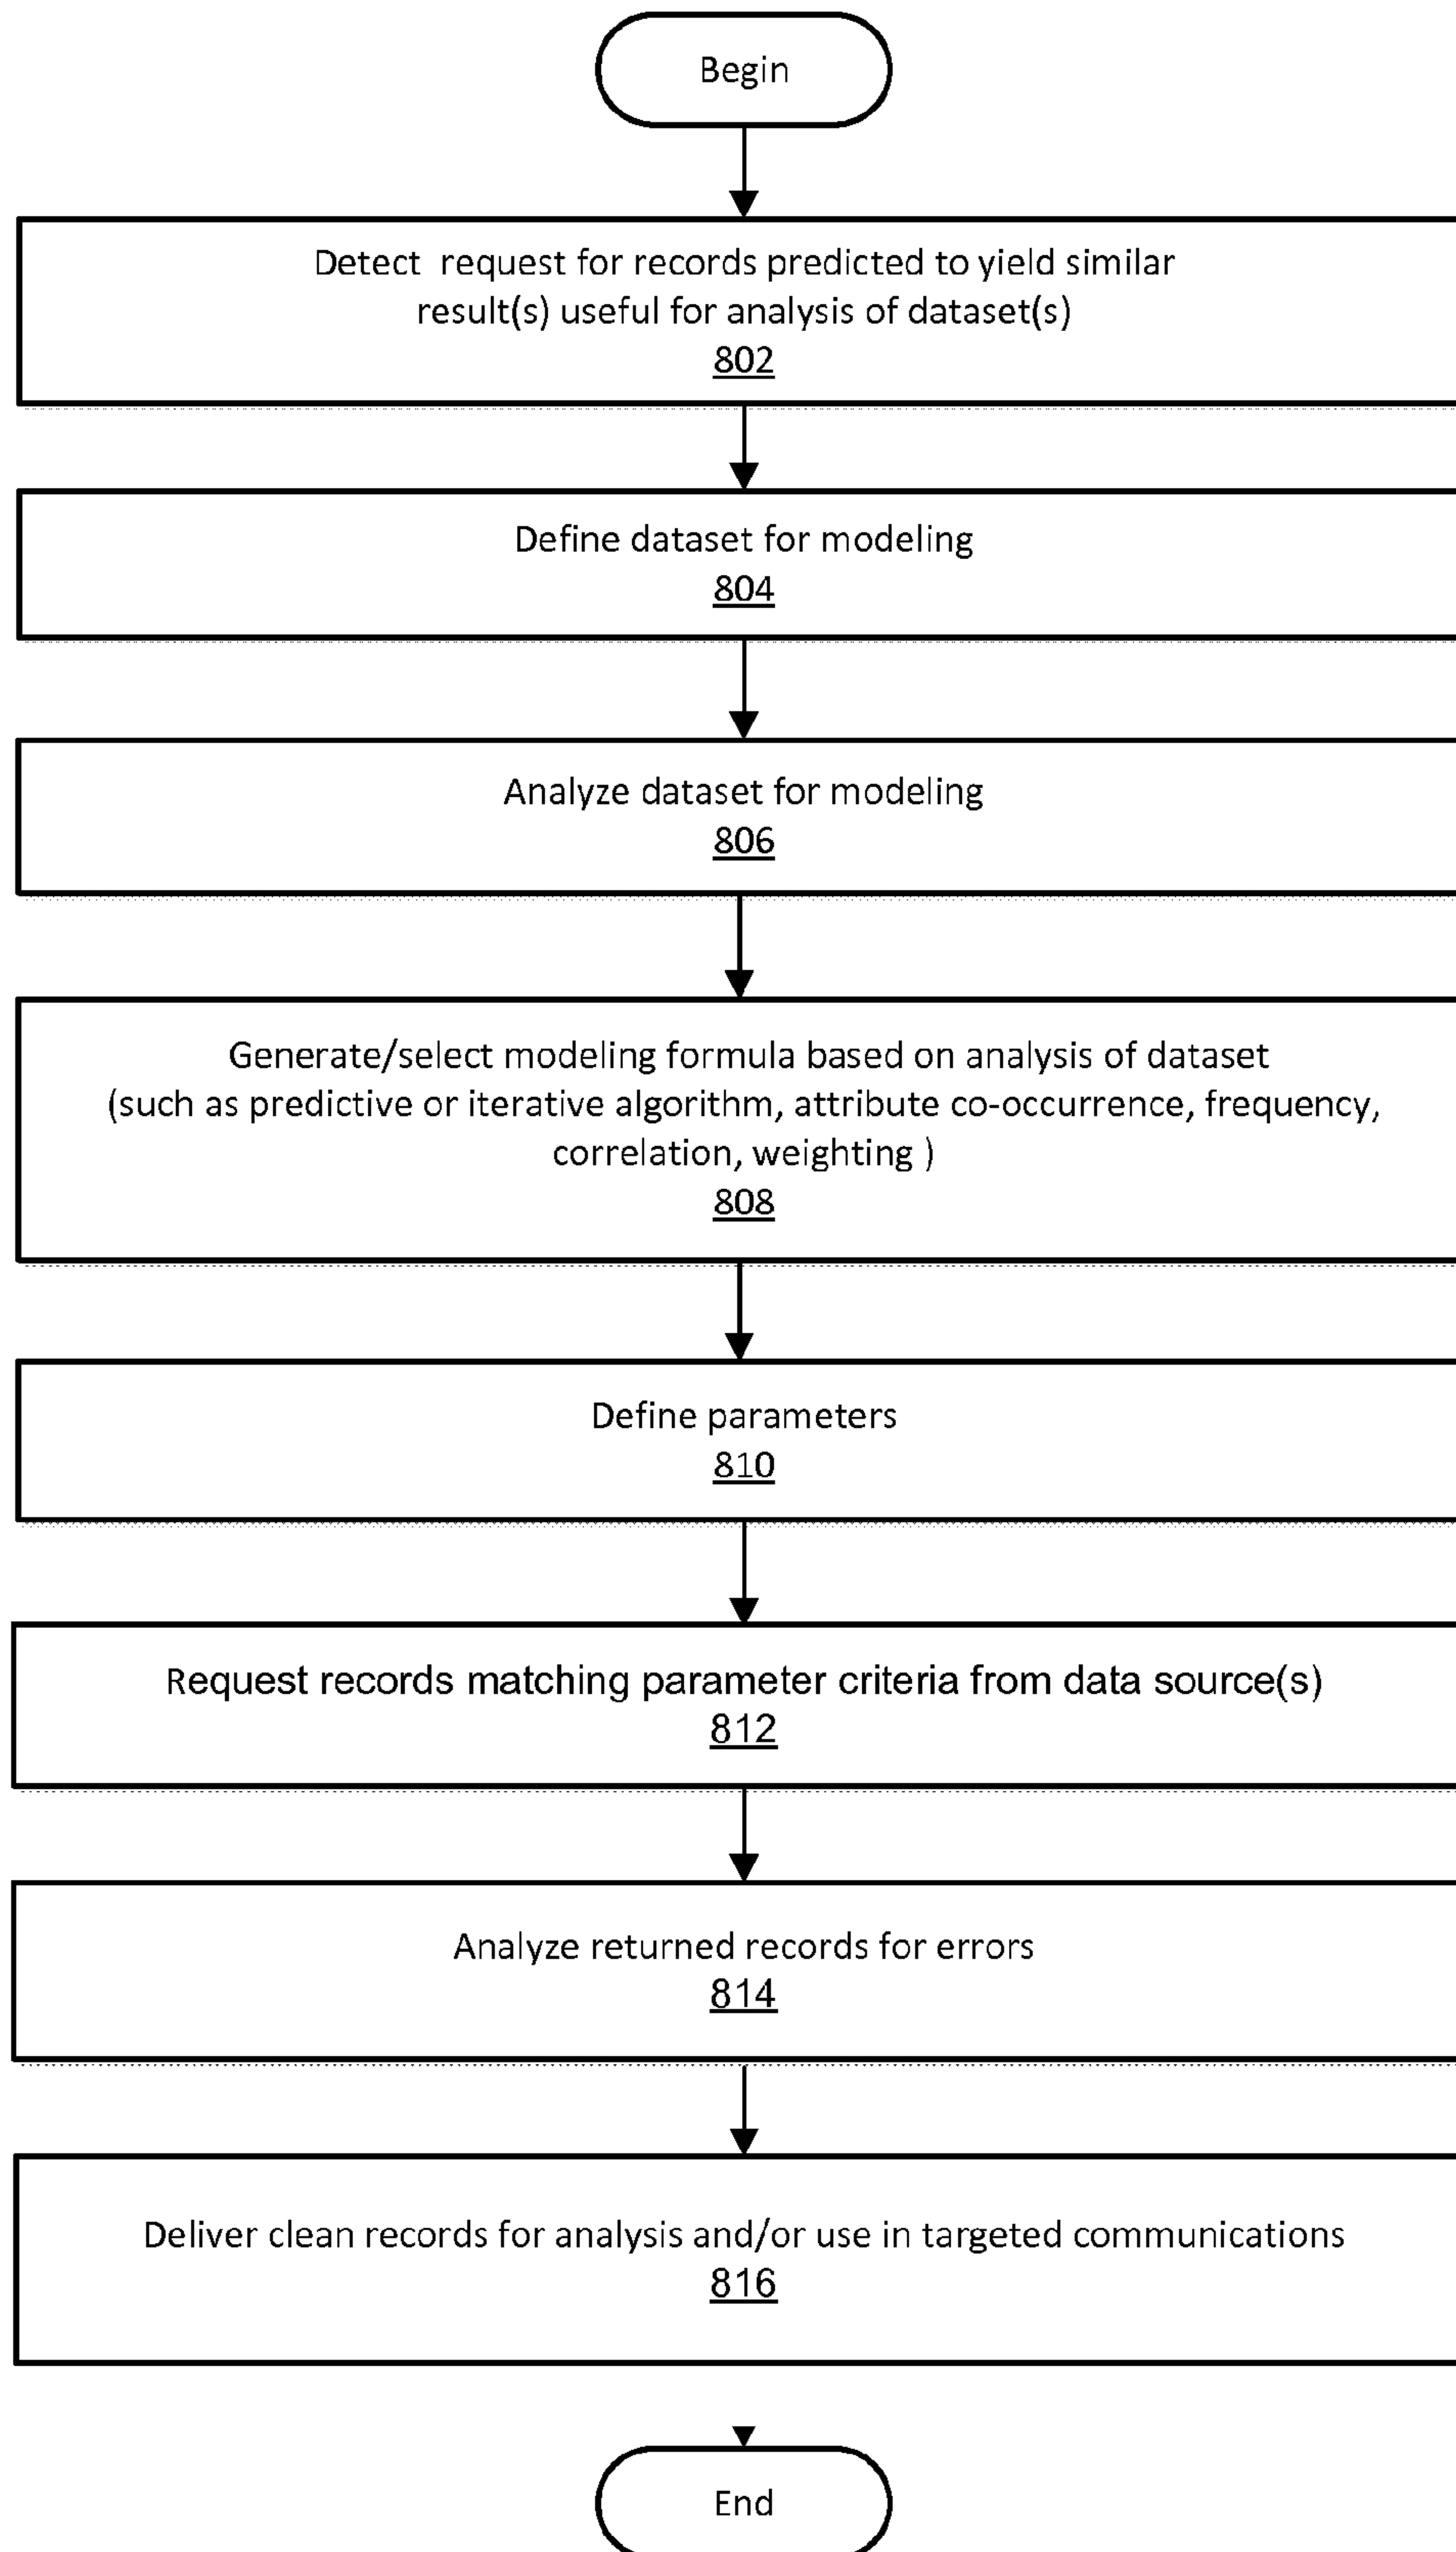 Begin
Detect request for records predicted to yield similar
result(s) useful for analysis of dataset(s)
802
Define dataset for modeling
804
Analyze dataset for modeling
806
Generate/select modeling formula based on analysis of dataset
(such as predictive or iterative algorithm, attribute co-occurrence, frequency,
correlation, weighting )
808
Define parameters
810
Request records matching parameter criteria from data source(s)
812
Analyze returned records for errors
814
Deliver clean records for analysis and/or use in targeted communications
816
End